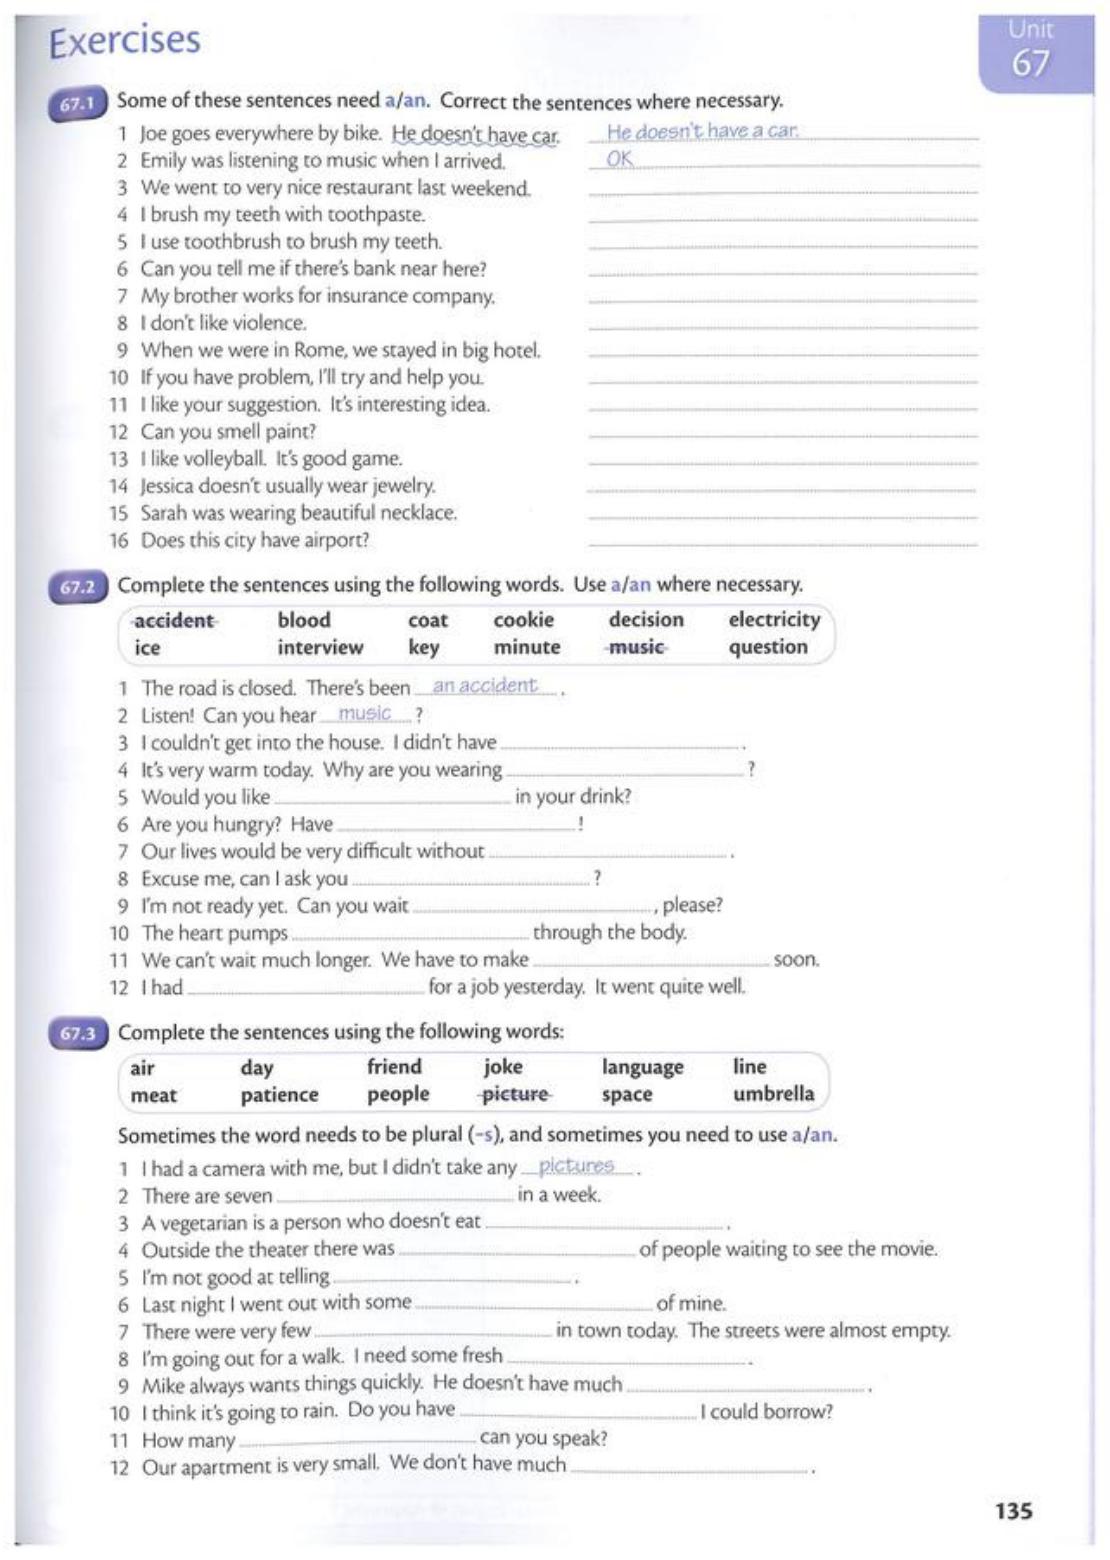 Exercises
Unit
67
67.1 Some of these sentences need a/an. Correct the sentences where necessary.
1 Joe goes everywhere by bike. He doesn't have car. He doesn't have a car.
2 Emily was listening to music when I arrived. OK
3 We went to very nice restaurant last weekend.
4 I brush my teeth with toothpaste.
5 I use toothbrush to brush my teeth.
6 Can you tell me if there's bank near here?
7 My brother works for insurance company.
8 I don't like violence.
9 When we were in Rome, we stayed in big hotel.
10 If you have problem, I'll try and help you.
11 I like your suggestion. It's interesting idea.
12 Can you smell paint?
13 I like volleyball. It's good game.
14 Jessica doesn't usually wear jewelry.
15 Sarah was wearing beautiful necklace.
16 Does this city have airport?
67.2 Complete the sentences using the following words. Use a/an where necessary.
accident blood coat cookie decision electricity
ice interview key minute music question
1 The road is closed. There's been an accident .
2 Listen! Can you hear music ?
3 I couldn't get into the house. I didn't have .
4 It's very warm today. Why are you wearing ?
5 Would you like in your drink?
6 Are you hungry? Have !
7 Our lives would be very difficult without .
8 Excuse me, can I ask you ?
9 I'm not ready yet. Can you wait , please?
10 The heart pumps through the body.
11 We can't wait much longer. We have to make soon.
12 I had for a job yesterday. It went quite well.
67.3 Complete the sentences using the following words:
air day friend joke language line
meat patience people picture space umbrella
Sometimes the word needs to be plural (-s), and sometimes you need to use a/an.
1 I had a camera with me, but I didn't take any pictures .
2 There are seven in a week.
3 A vegetarian is a person who doesn't eat .
4 Outside the theater there was of people waiting to see the movie.
5 I'm not good at telling .
6 Last night I went out with some of mine.
7 There were very few in town today. The streets were almost empty.
8 I'm going out for a walk. I need some fresh .
9 Mike always wants things quickly. He doesn't have much .
10 I think it's going to rain. Do you have I could borrow?
11 How many can you speak?
12 Our apartment is very small. We don't have much .
135